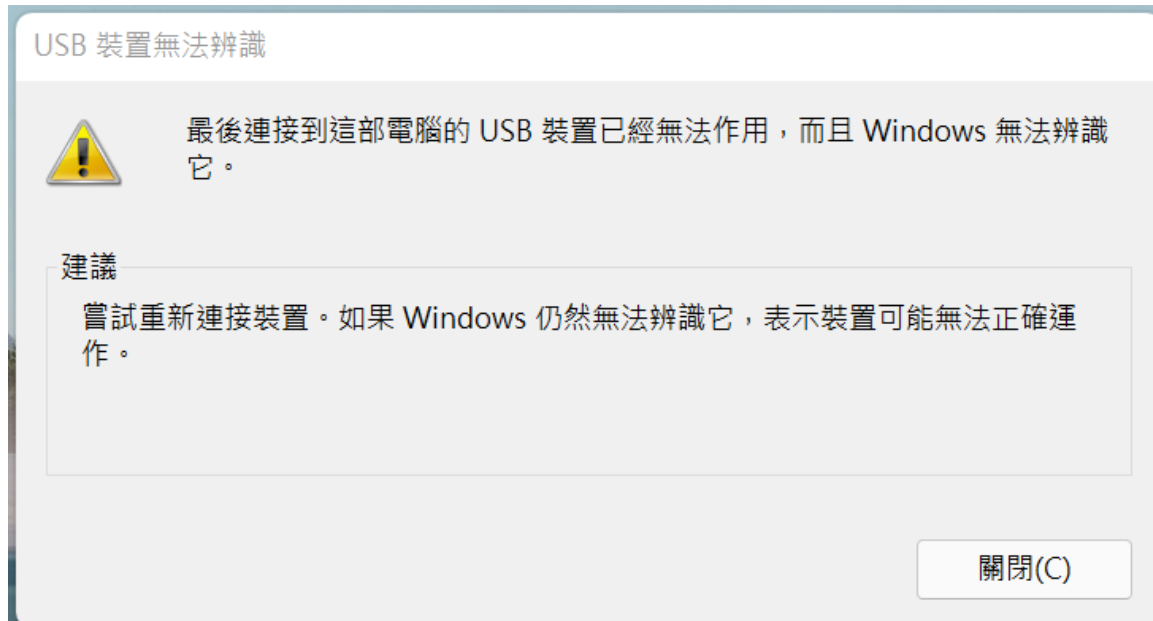 USB 裝置無法辨識
最後連接到這部電腦的 USB 裝置已經無法作用，而且 Windows 無法辨識
它。
建議
嘗試重新連接裝置。如果 Windows 仍然無法辨識它，表示裝置可能無法正確運
作。
關閉(C)